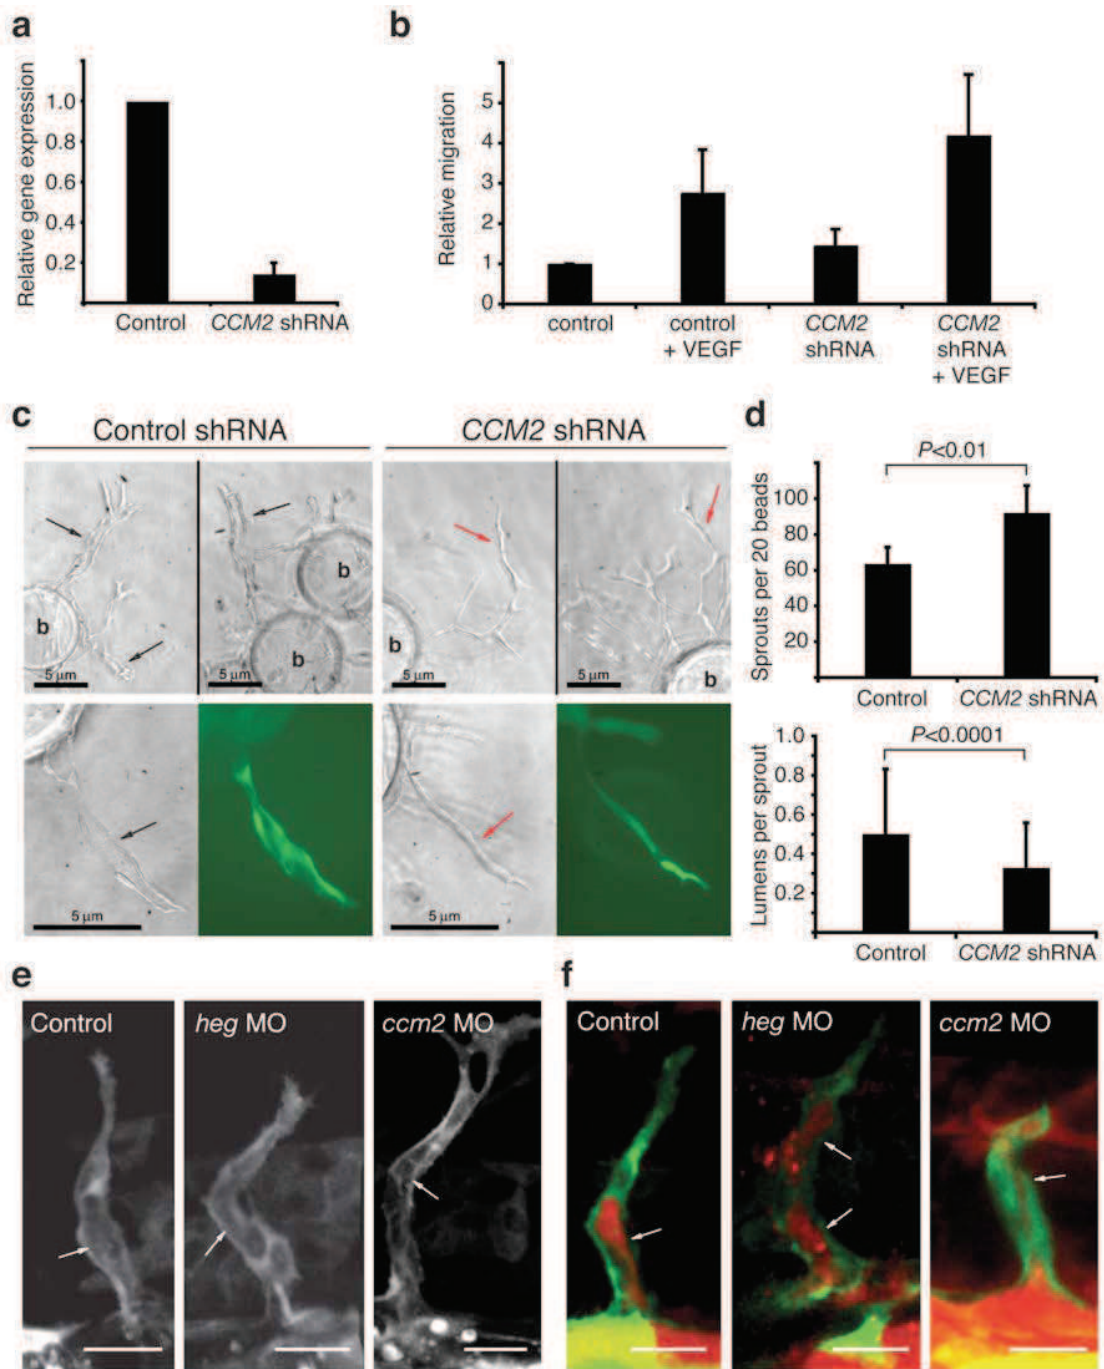 a
Relative gene expression
1.0
0.8
0.6
0.4
0.2
Control
CCM2 shRNA
b
Relative migration
5
4
3
2
1
0
control
control
+ VEGF
CCM2
shRNA
CCM2
shRNA
+ VEGF
c
Control shRNA
CCM2 shRNA
b
5 µm
b
b
5 µm
b
5 µm
b
5 µm
5 µm
5 µm
d
P<0.01
Sprouts per 20 beads
100
80
60
40
20
Control
CCM2 shRNA
P<0.0001
Lumens per sprout
1.0
0.8
0.6
0.4
0.2
Control
CCM2 shRNA
e
Control
heg MO
ccm2 MO
f
Control
heg MO
ccm2 MO